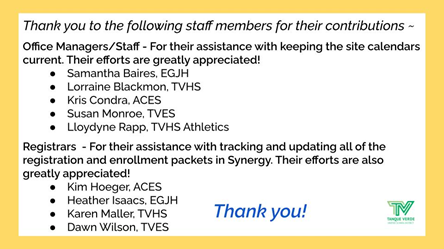 Thank you to the following staff members for their contributions ~
Office Managers/Staff - For their assistance with keeping the site calendars
current. Their efforts are greatly appreciated!
● Samantha Baires, EGJH
● Lorraine Blackmon, TVHS
● Kris Condra, ACES
● Susan Monroe, TVES
● Lloydyne Rapp, TVHS Athletics
Registrars - For their assistance with tracking and updating all of the
registration and enrollment packets in Synergy. Their efforts are also
greatly appreciated!
● Kim Hoeger, ACES
● Heather Isaacs, EGJH
● Karen Maller, TVHS
● Dawn Wilson, TVES
Thank you!
TV
TANQUE VERDE